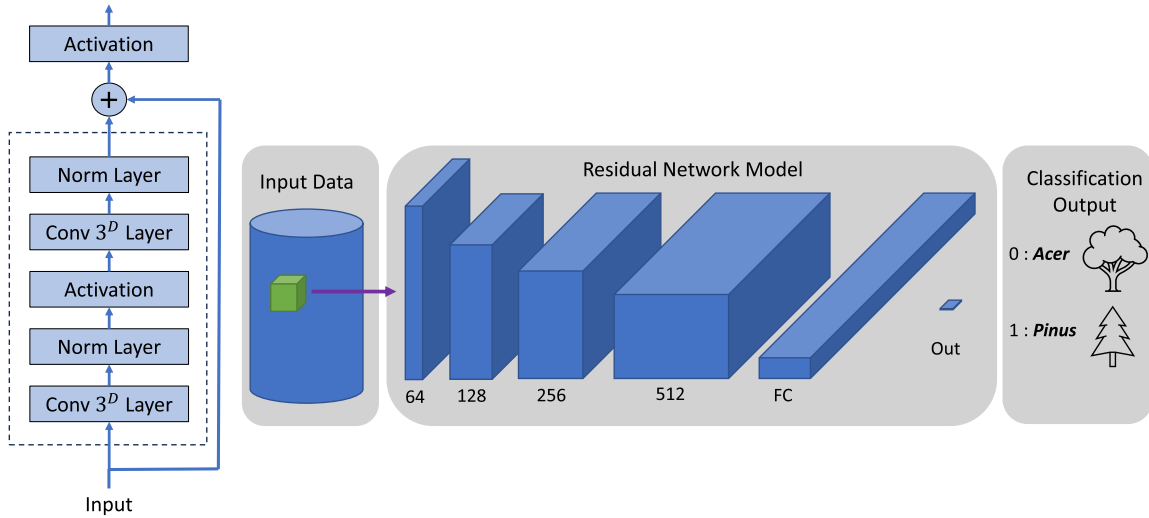 Activation
+
Norm Layer
Conv 3^D Layer
Activation
Norm Layer
Conv 3^D Layer
Input
Input Data
Residual Network Model
64
128
256
512
FC
Out
Classification
Output
0 : Acer
1 : Pinus